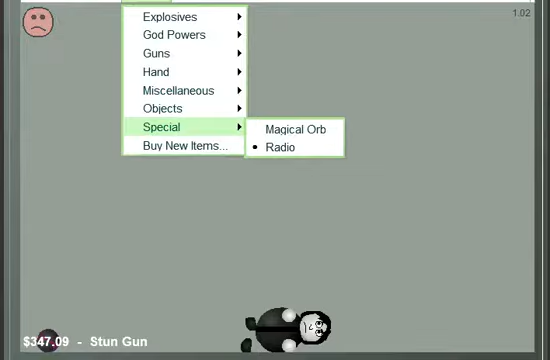 1.02
Explosives
God Powers
Guns
Hand
Miscellaneous
Objects
Special
Buy New Items...
Magical Orb
Radio
$347.09 - Stun Gun